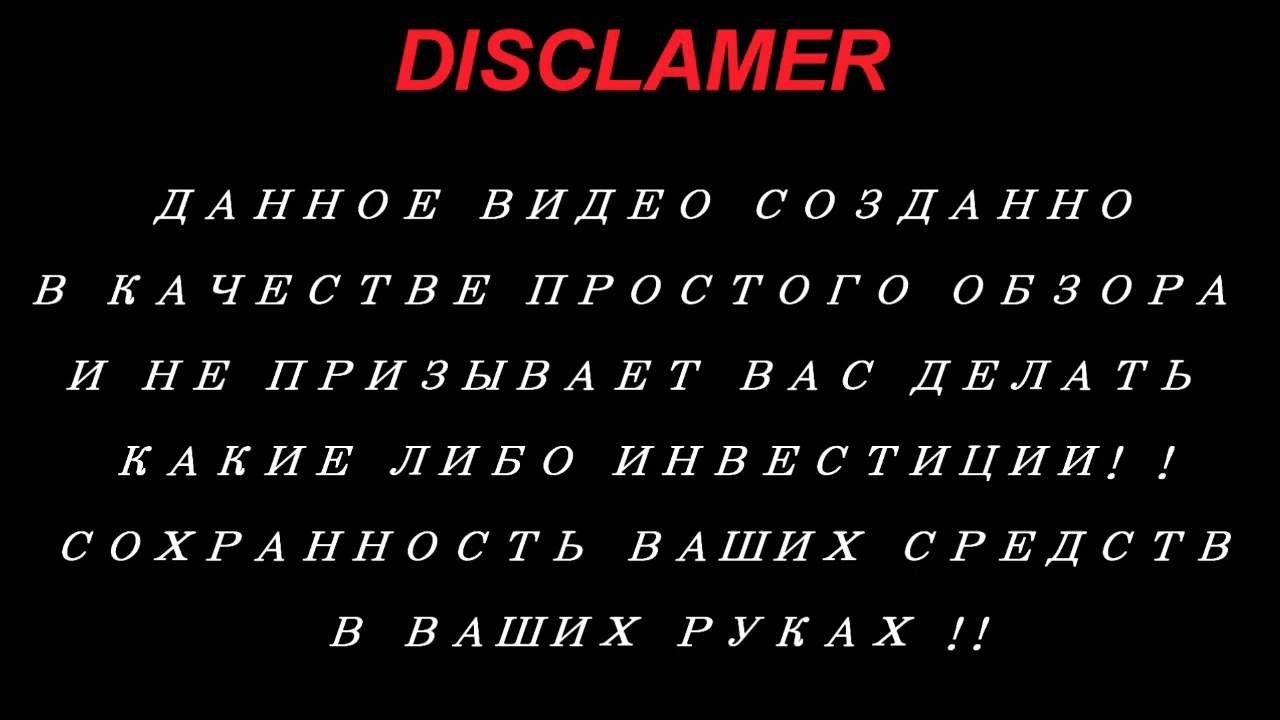 DISCLAMER
ДАННОЕ ВИДЕО СОЗДАННО
В КАЧЕСТВЕ ПРОСТОГО ОБЗОРА
И НЕ ПРИЗЫВАЕТ ВАС ДЕЛАТЬ
КАКИЕ ЛИБО ИНВЕСТИЦИИ! !
СОХРАННОСТЬ ВАШИХ СРЕДСТВ
В ВАШИХ РУКАХ !!